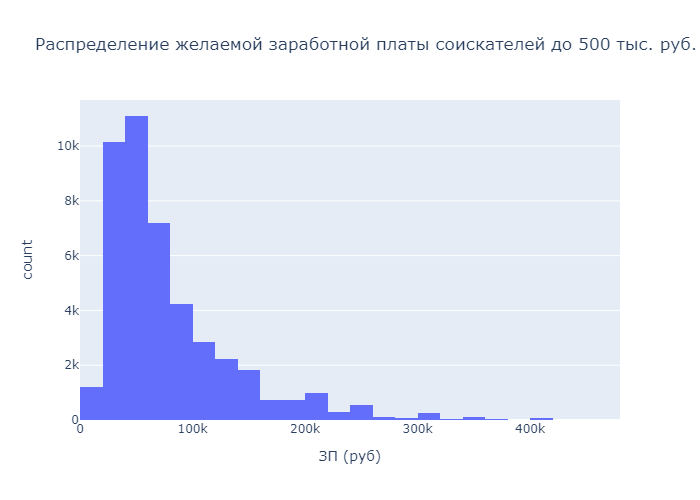 Распределение желаемой заработной платы соискателей до 500 тыс. руб.
10k
8k
6k
4k
2k
0
count
0 100k 200k 300k 400k
ЗП (руб)